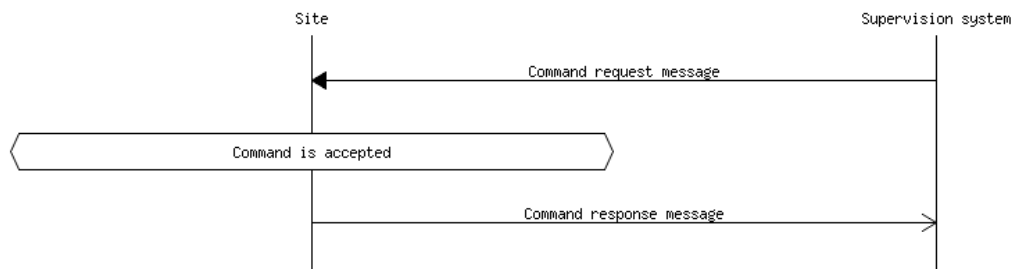 Site
Supervision system
Command request message
Command is accepted
Command response message